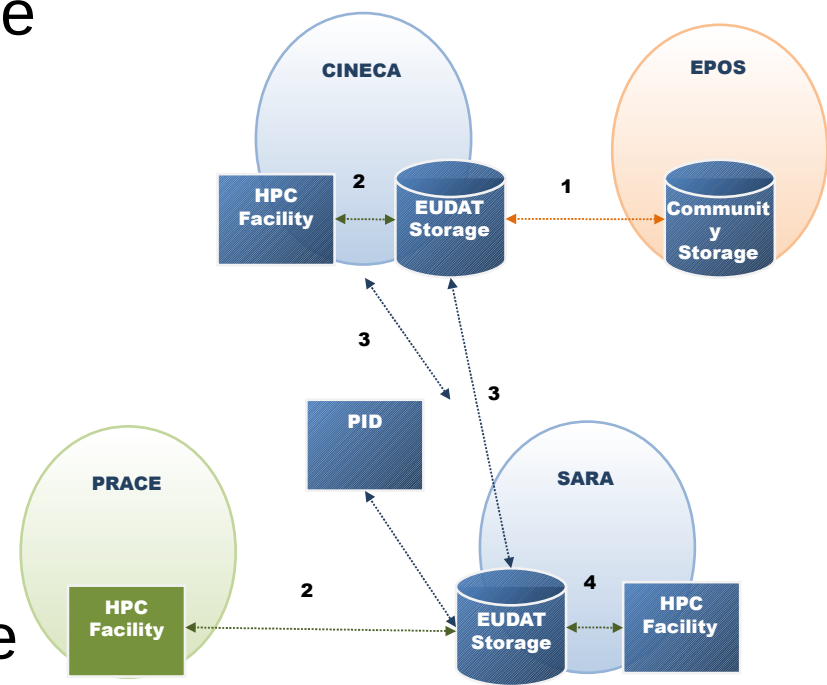 e
CINECA
EPOS
HPC
Facility
2
EUDAT
Storage
1
Communit
y
Storage
3
3
PID
PRACE
SARA
HPC
Facility
2
EUDAT
Storage
4
HPC
Facility
e